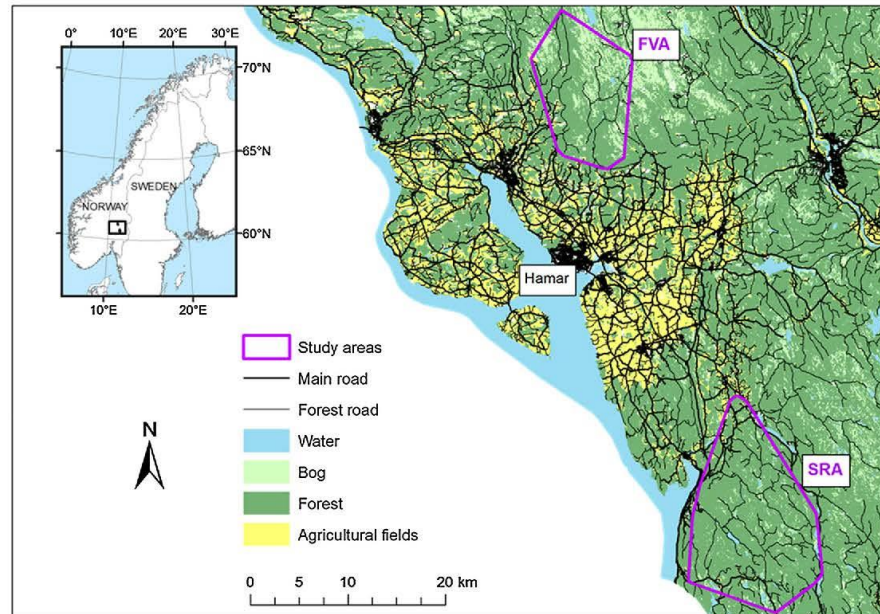 0° 10°E 20°E 30°E
70°N
65°N
60°N
SWEDEN
NORWAY
10°E 20°E
FVA
Hamar
SRA
Study areas
Main road
Forest road
Water
Bog
Forest
Agricultural fields
N
0 5 10 20 km